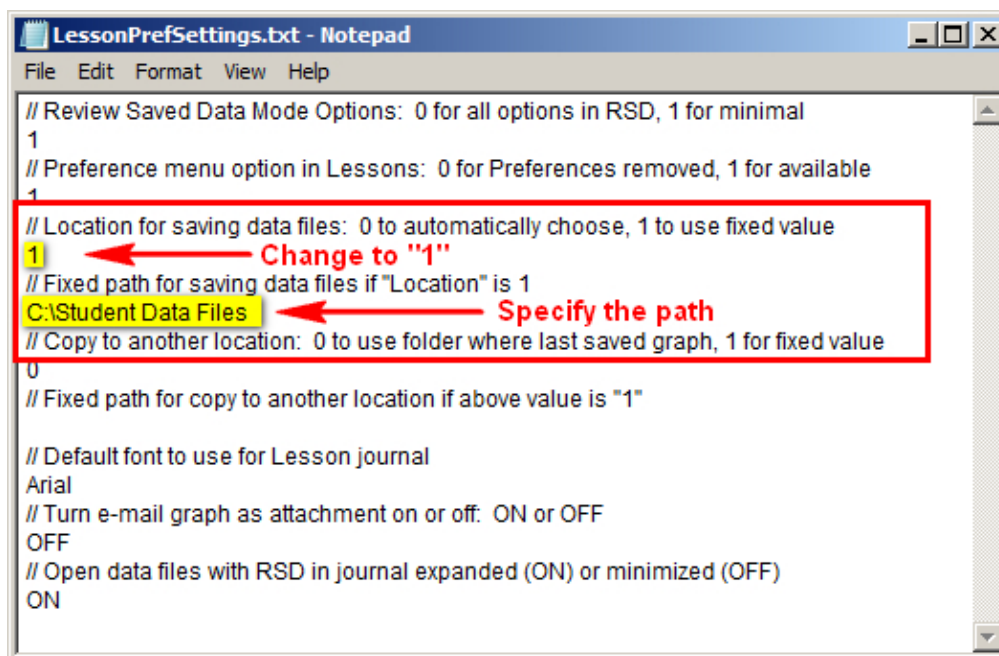 LessonPrefSettings.txt - Notepad
File Edit Format View Help
// Review Saved Data Mode Options: 0 for all options in RSD, 1 for minimal
1
// Preference menu option in Lessons: 0 for Preferences removed, 1 for available
1
// Location for saving data files: 0 to automatically choose, 1 to use fixed value
1 Change to "1"
// Fixed path for saving data files if "Location" is 1
C:\Student Data Files Specify the path
// Copy to another location: 0 to use folder where last saved graph, 1 for fixed value
0
// Fixed path for copy to another location if above value is "1"
// Default font to use for Lesson journal
Arial
// Turn e-mail graph as attachment on or off: ON or OFF
OFF
// Open data files with RSD in journal expanded (ON) or minimized (OFF)
ON